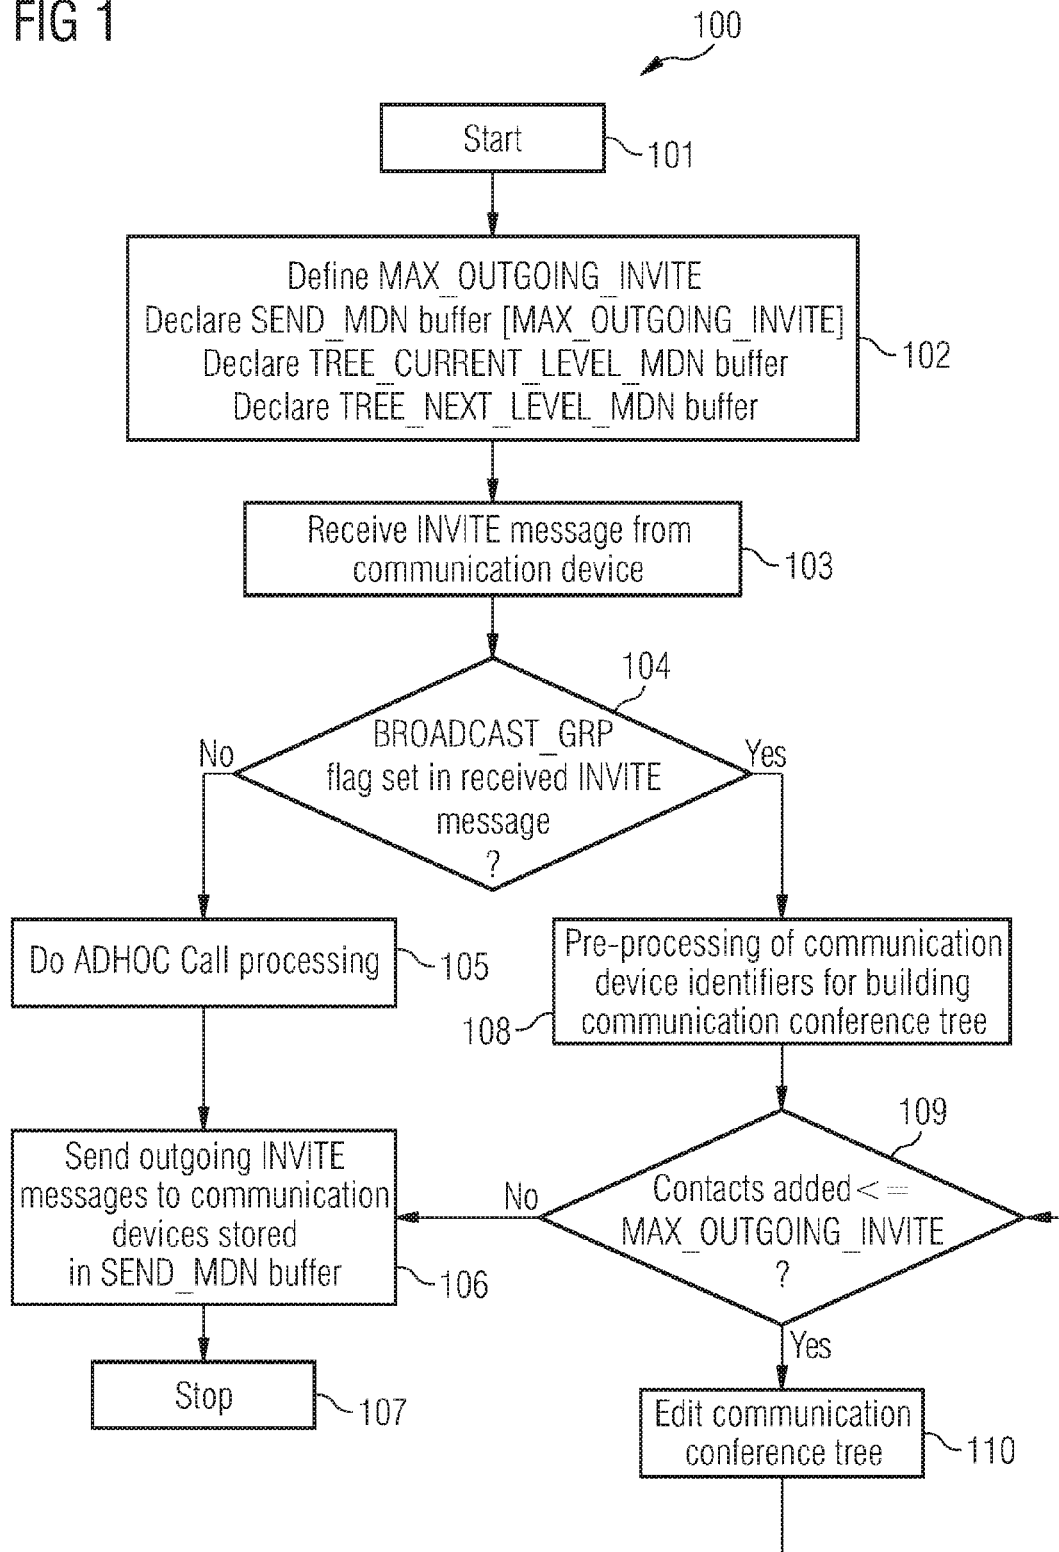 FIG 1
100
Start
101
Define MAX_OUTGOING_INVITE
Declare SEND_MDN buffer [MAX_OUTGOING_INVITE]
Declare TREE_CURRENT_LEVEL_MDN buffer
Declare TREE_NEXT_LEVEL_MDN buffer
102
Receive INVITE message from
communication device
103
104
BROADCAST_GRP
flag set in received INVITE
message
?
No
Yes
Do ADHOC Call processing
105
Pre-processing of communication
device identifiers for building
communication conference tree
108
109
Contacts added <=
MAX_OUTGOING_INVITE
?
No
Yes
Send outgoing INVITE
messages to communication
devices stored
in SEND_MDN buffer
106
Stop
107
Edit communication
conference tree
110